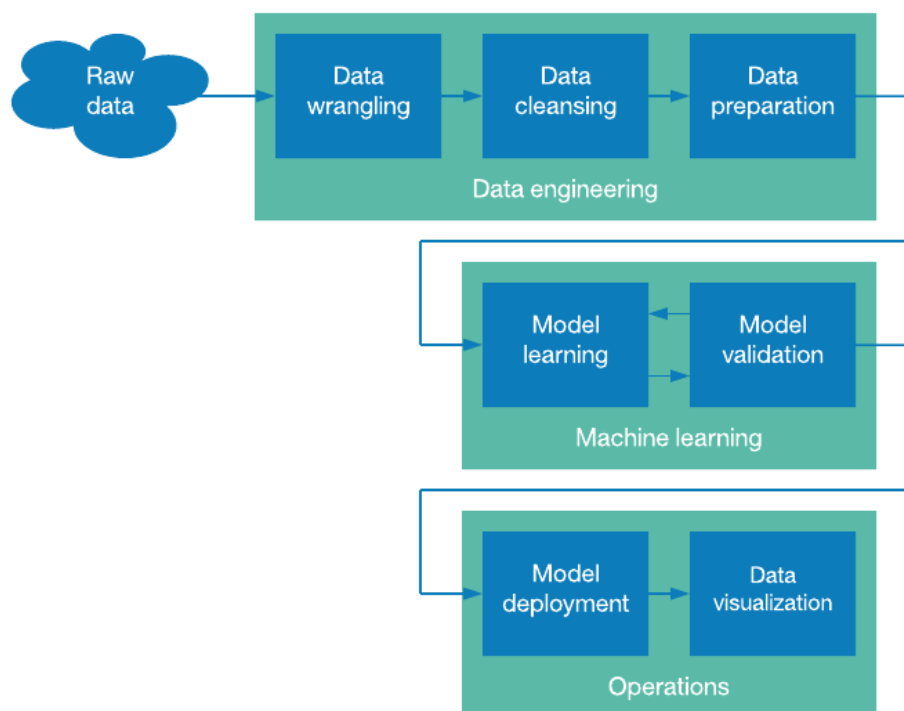 Raw
data
Data
wrangling
Data
cleansing
Data
preparation
Data engineering
Model
learning
Model
validation
Machine learning
Model
deployment
Data
visualization
Operations